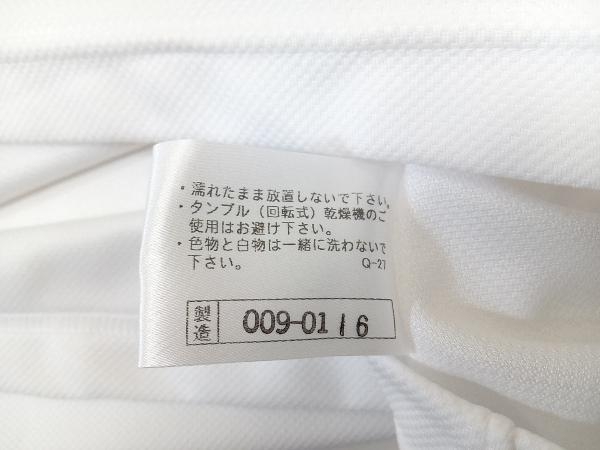 ・濡れたまま放置しないで下さい。
・タンブル（回転式）乾燥機のご
使用はお避け下さい。
・色物と白物は一緒に洗わないで
下さい。 Q-27
製造 009-01 16